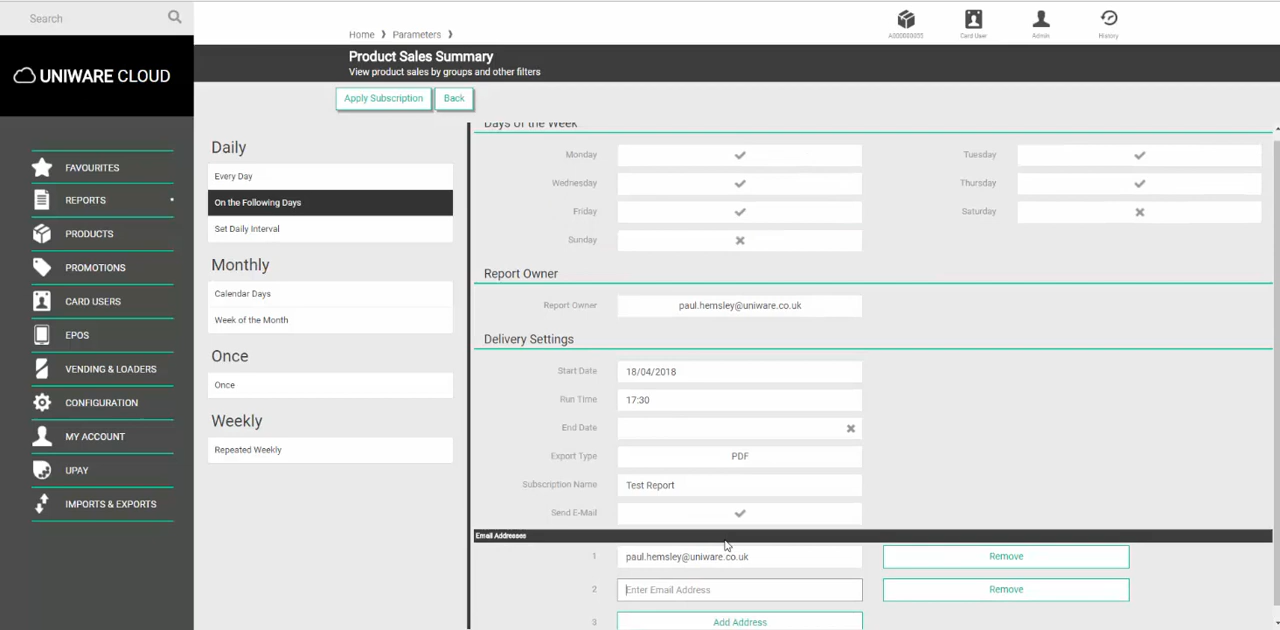 Search
UNIWARE CLOUD
FAVOURITES
REPORTS
PRODUCTS
PROMOTIONS
CARD USERS
EPOS
VENDING & LOADERS
CONFIGURATION
MY ACCOUNT
UPAY
IMPORTS & EXPORTS
Home ❯ Parameters ❯
Card User
Admin
History
Product Sales Summary
View product sales by groups and other filters
Apply Subscription
Back
Daily
Every Day
On the Following Days
Set Daily Interval
Monthly
Calendar Days
Week of the Month
Once
Once
Weekly
Repeated Weekly
Days of the Week
Monday
Tuesday
Wednesday
Thursday
Friday
Saturday
Sunday
Report Owner
Report Owner paul.hemsley@uniware.co.uk
Delivery Settings
Start Date 18/04/2018
Run Time 17:30
End Date
Export Type PDF
Subscription Name Test Report
Send E-Mail
Email Addresses
1 paul.hemsley@uniware.co.uk Remove
2 Enter Email Address Remove
3 Add Address